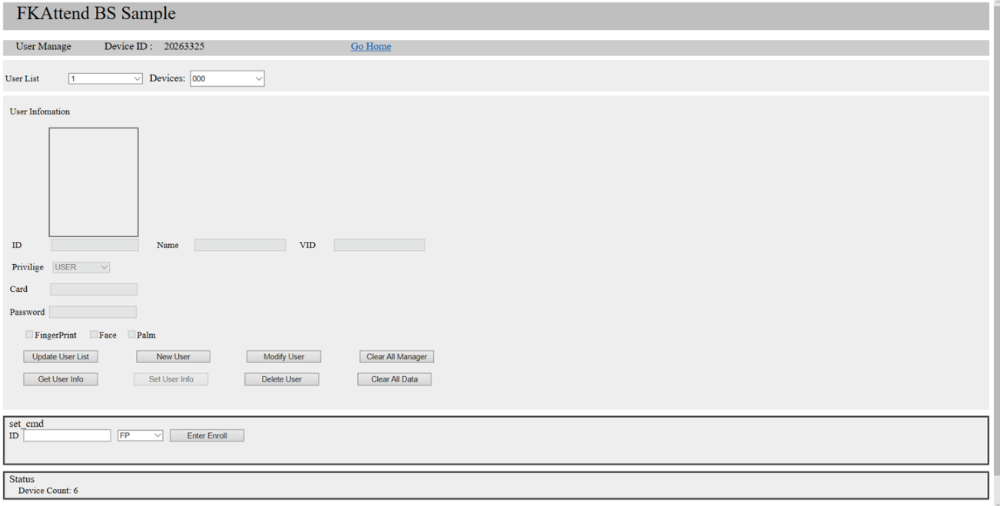 FKAttend BS Sample
User Manage Device ID : 20263325 Go Home
User List 1 Devices: 000
User Infomation
ID Name VID
Privilige USER
Card
Password
FingerPrint Face Palm
Update User List New User Modify User Clear All Manager
Get User Info Set User Info Delete User Clear All Data
set_cmd
ID FP Enter Enroll
Status
Device Count: 6